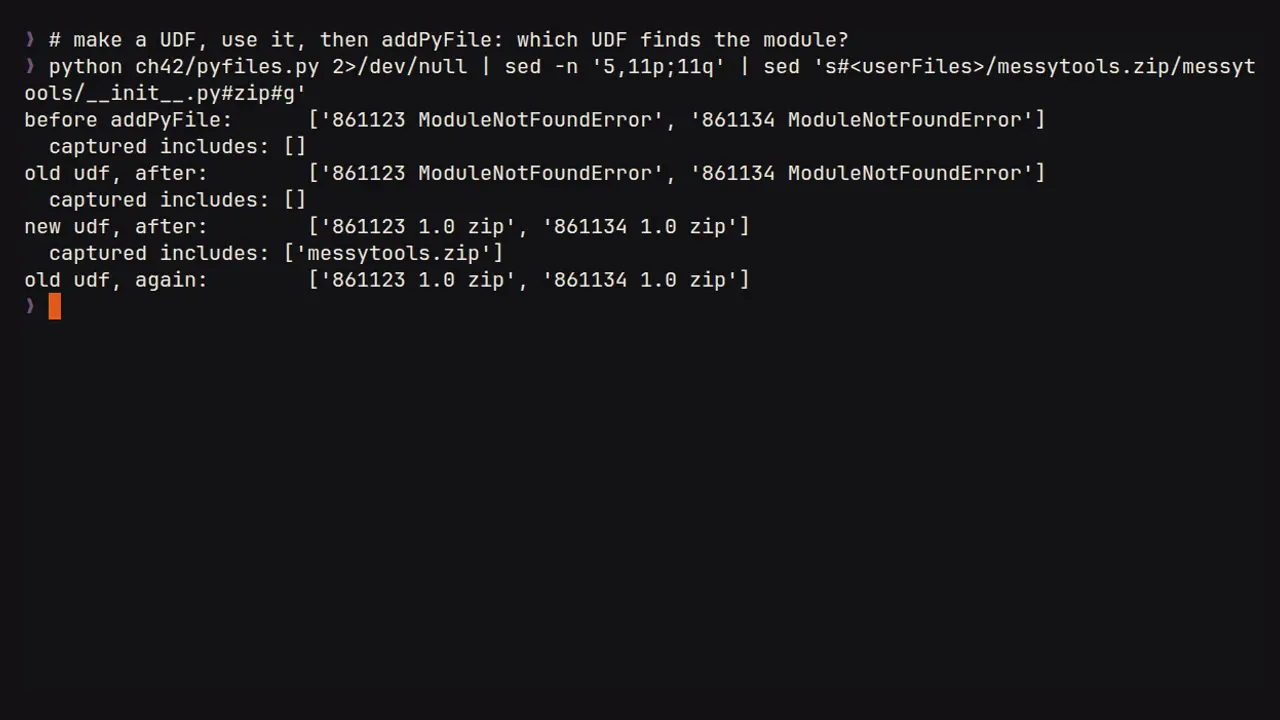 ❯ # make a UDF, use it, then addPyFile: which UDF finds the module?
❯ python ch42/pyfiles.py 2>/dev/null | sed -n '5,11p;11q' | sed 's#<userFiles>/messytools.zip/messyt
ools/__init__.py#zip#g'
before addPyFile:      ['861123 ModuleNotFoundError', '861134 ModuleNotFoundError']
  captured includes: []
old udf, after:        ['861123 ModuleNotFoundError', '861134 ModuleNotFoundError']
  captured includes: []
new udf, after:        ['861123 1.0 zip', '861134 1.0 zip']
  captured includes: ['messytools.zip']
old udf, again:        ['861123 1.0 zip', '861134 1.0 zip']
❯